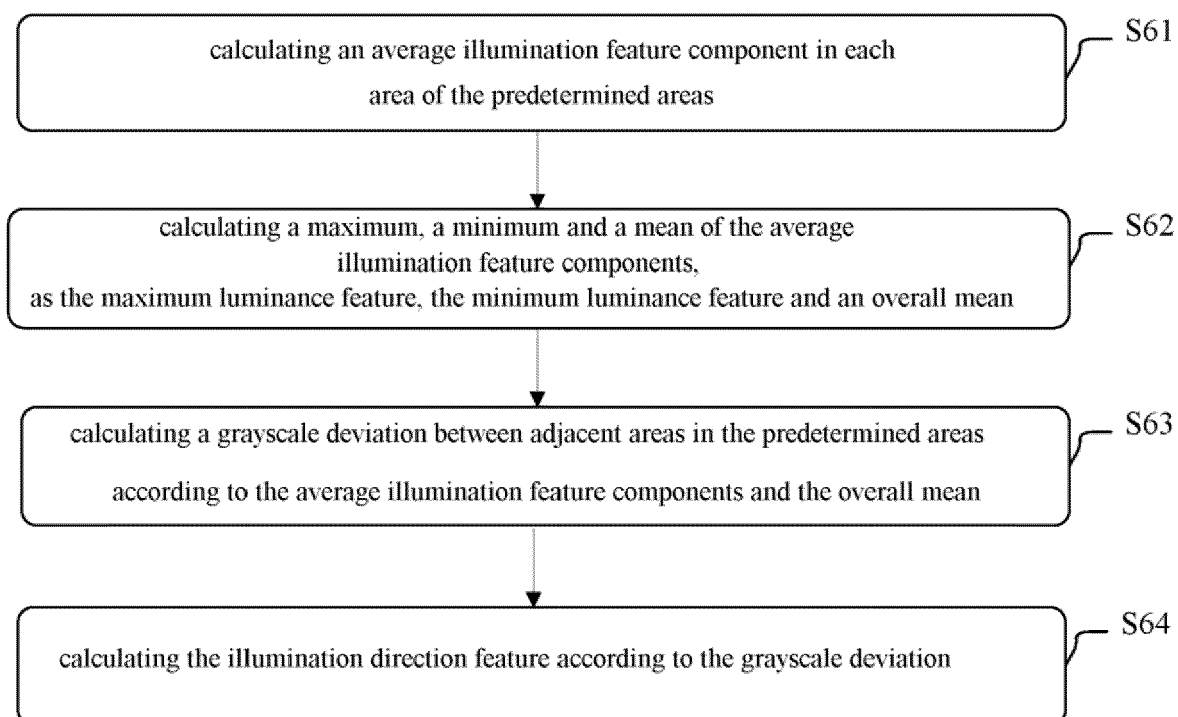 calculating an average illumination feature component in each
area of the predetermined areas
S61
calculating a maximum, a minimum and a mean of the average
illumination feature components,
as the maximum luminance feature, the minimum luminance feature and an overall mean
S62
calculating a grayscale deviation between adjacent areas in the predetermined areas
according to the average illumination feature components and the overall mean
S63
calculating the illumination direction feature according to the grayscale deviation
S64